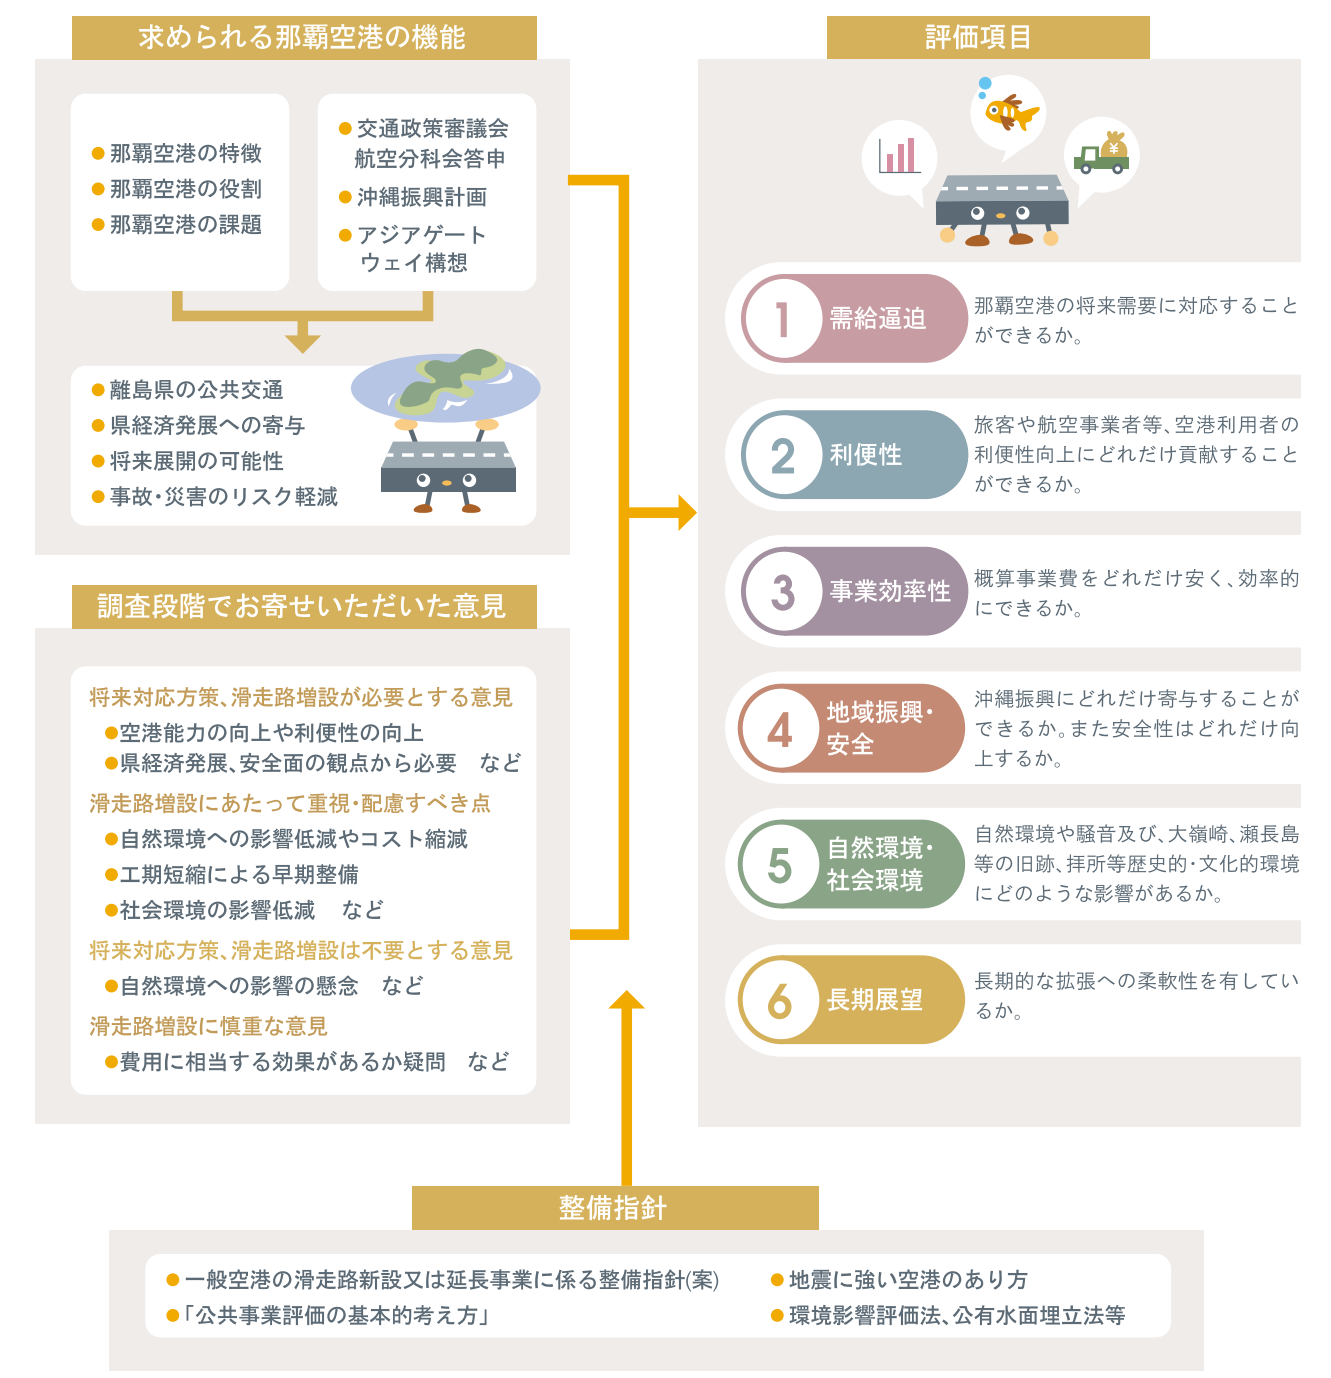 求められる那覇空港の機能
● 那覇空港の特徴
● 那覇空港の役割
● 那覇空港の課題
● 交通政策審議会
航空分科会答申
● 沖縄振興計画
● アジアゲート
ウェイ構想
● 離島県の公共交通
● 県経済発展への寄与
● 将来展開の可能性
● 事故・災害のリスク軽減
調査段階でお寄せいただいた意見
将来対応方策、滑走路増設が必要とする意見
●空港能力の向上や利便性の向上
●県経済発展、安全面の観点から必要　など
滑走路増設にあたって重視・配慮すべき点
●自然環境への影響低減やコスト縮減
●工期短縮による早期整備
●社会環境の影響低減　など
将来対応方策、滑走路増設は不要とする意見
●自然環境への影響の懸念　など
滑走路増設に慎重な意見
●費用に相当する効果があるか疑問　など
評価項目
¥
1 需給逼迫
那覇空港の将来需要に対応すること
ができるか。
2 利便性
旅客や航空事業者等、空港利用者の
利便性向上にどれだけ貢献すること
ができるか。
3 事業効率性
概算事業費をどれだけ安く、効率的
にできるか。
4 地域振興・
安全
沖縄振興にどれだけ寄与することが
できるか。また安全性はどれだけ向
上するか。
5 自然環境・
社会環境
自然環境や騒音及び、大嶺崎、瀬長島
等の旧跡、拝所等歴史的・文化的環境
にどのような影響があるか。
6 長期展望
長期的な拡張への柔軟性を有してい
るか。
整備指針
● 一般空港の滑走路新設又は延長事業に係る整備指針(案)
● 「公共事業評価の基本的考え方」
● 地震に強い空港のあり方
● 環境影響評価法、公有水面埋立法等